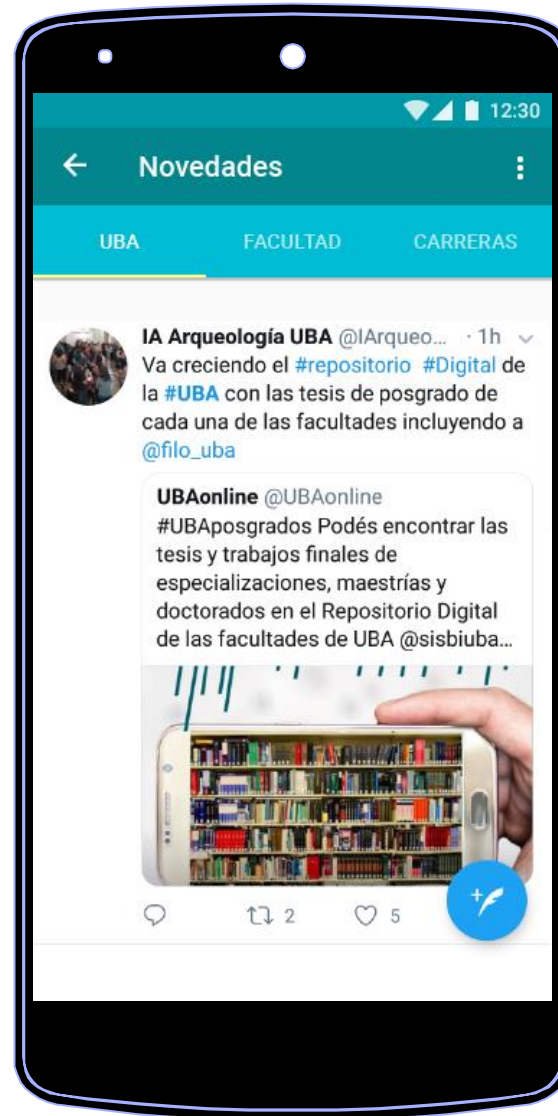 12:30
Novedades
UBA FACULTAD CARRERAS
IA Arqueología UBA @IArqueo... · 1h
Va creciendo el #repositorio #Digital de
la #UBA con las tesis de posgrado de
cada una de las facultades incluyendo a
@filo_uba
UBAonline @UBAonline
#UBAposgrados Podés encontrar las
tesis y trabajos finales de
especializaciones, maestrías y
doctorados en el Repositorio Digital
de las facultades de UBA @sisbiuba...
2 5